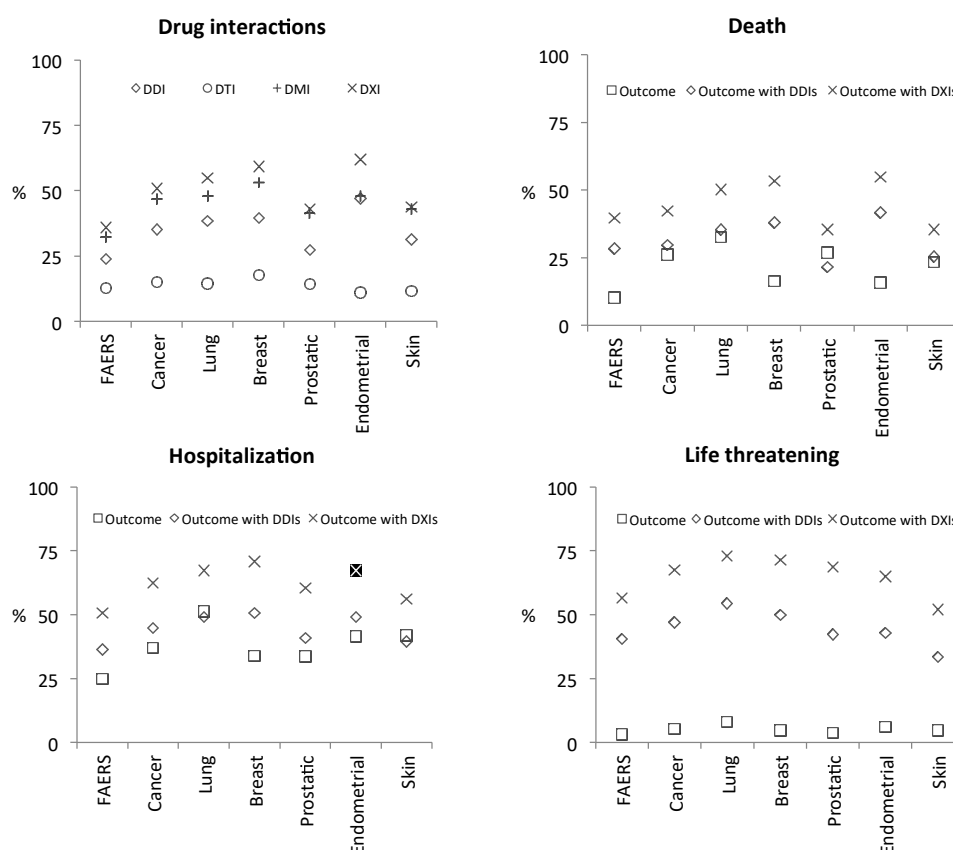 Drug interactions
100
75
50
25
0
%
DDI DTI DMI DXI
FAERS
Cancer
Lung
Breast
Prostatic
Endometrial
Skin
Death
100
75
50
25
0
%
Outcome Outcome with DDIs Outcome with DXIs
FAERS
Cancer
Lung
Breast
Prostatic
Endometrial
Skin
Hospitalization
100
75
50
25
0
%
Outcome Outcome with DDIs Outcome with DXIs
FAERS
Cancer
Lung
Breast
Prostatic
Endometrial
Skin
Life threatening
100
75
50
25
0
%
Outcome Outcome with DDIs Outcome with DXIs
FAERS
Cancer
Lung
Breast
Prostatic
Endometrial
Skin